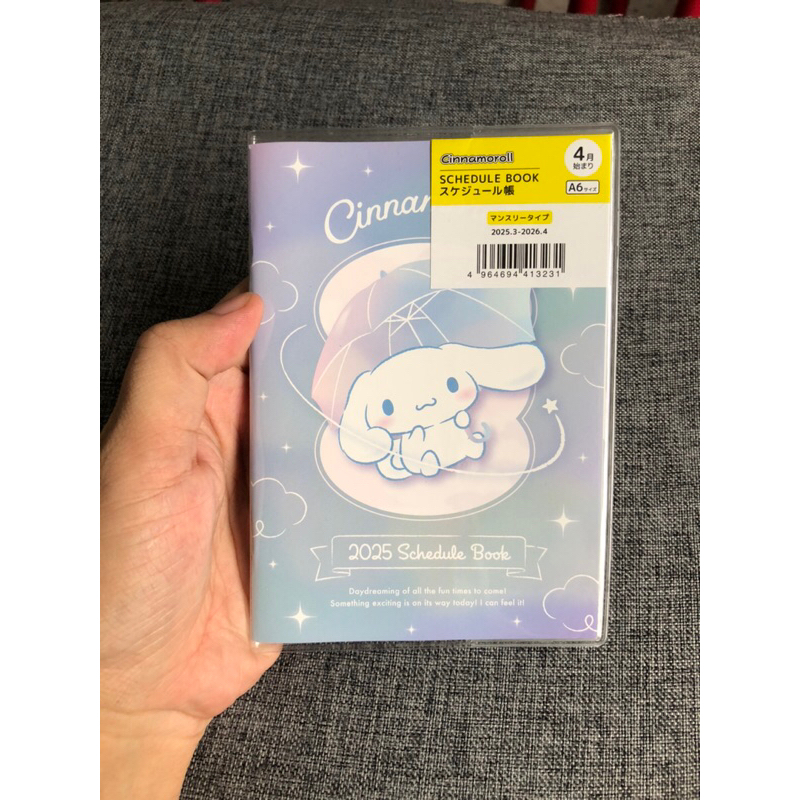 Cinnamoroll
SCHEDULE BOOK
スケジュール帳
4月
始まり
A6サイズ
マンスリータイプ
2025.3-2026.4
4 964694 413231
2025 Schedule Book
Daydreaming of all the fun times to come!
Something exciting is on its way today! I can feel it!